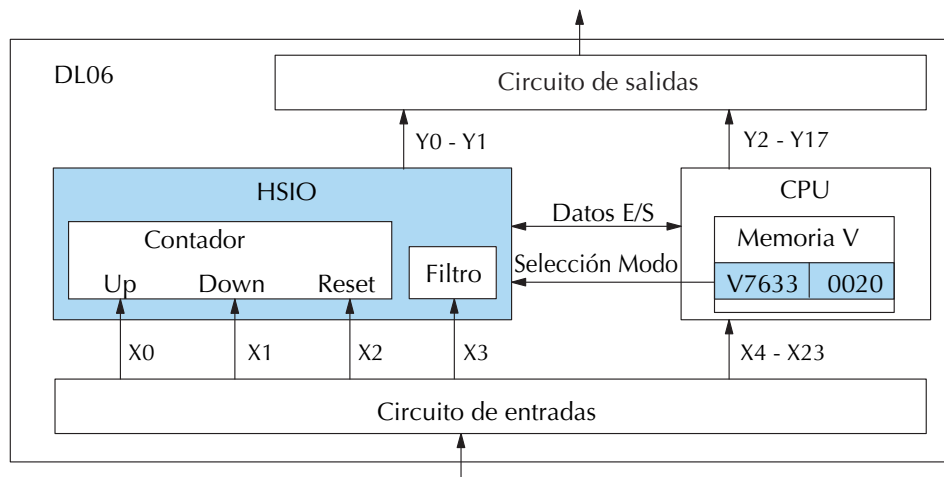 DL06
Circuito de salidas
Y0 - Y1
Y2 - Y17
HSIO
CPU
Contador
Up
Down
Reset
Filtro
Datos E/S
Selección Modo
Memoria V
V7633
0020
X0
X1
X2
X3
X4 - X23
Circuito de entradas